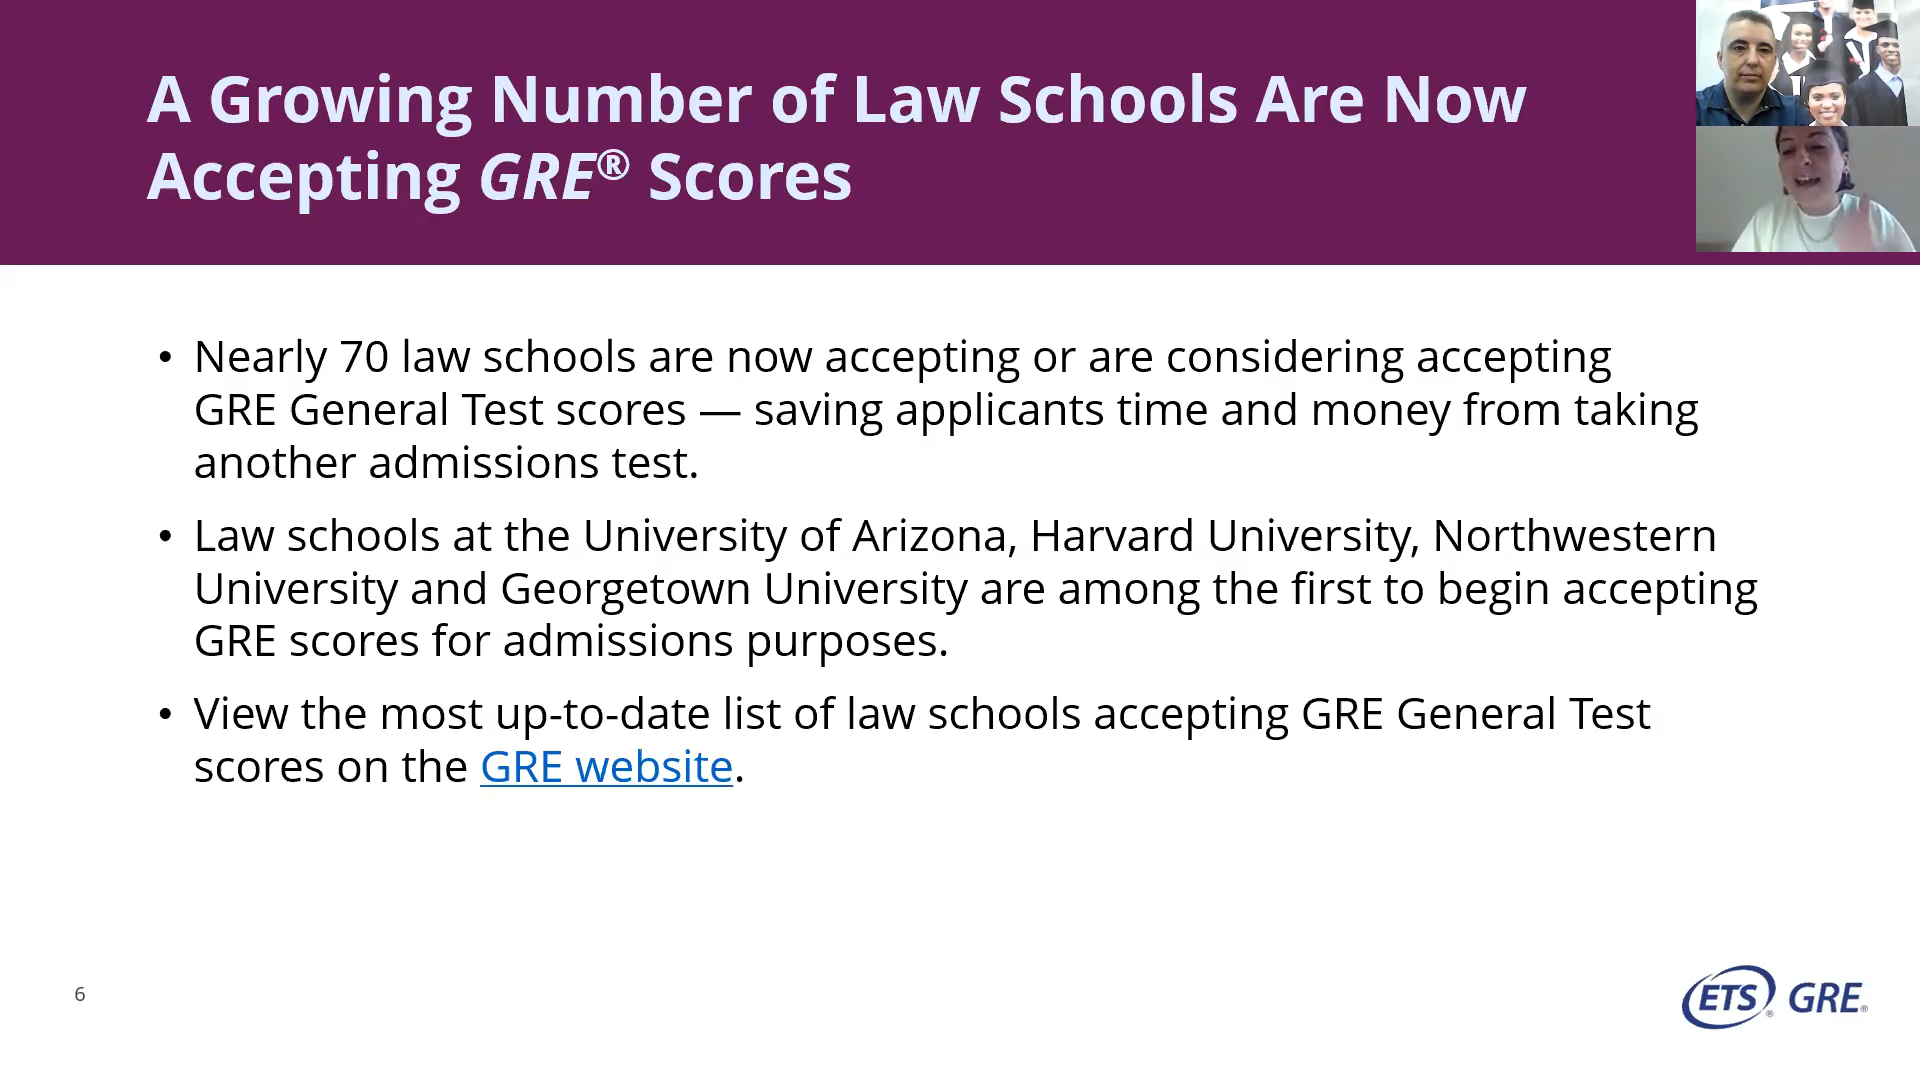 A Growing Number of Law Schools Are Now
Accepting GRE® Scores
• Nearly 70 law schools are now accepting or are considering accepting
GRE General Test scores — saving applicants time and money from taking
another admissions test.
• Law schools at the University of Arizona, Harvard University, Northwestern
University and Georgetown University are among the first to begin accepting
GRE scores for admissions purposes.
• View the most up-to-date list of law schools accepting GRE General Test
scores on the GRE website.
6
ETS® GRE®